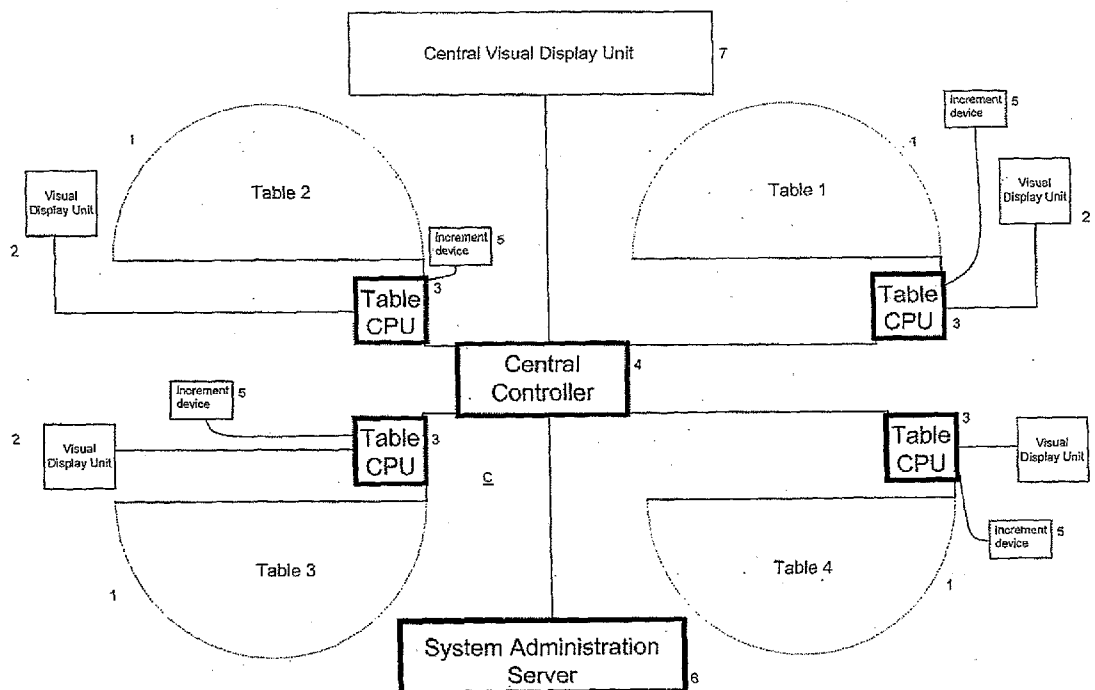 Central Visual Display Unit
7
1
Table 2
Visual
Display Unit
2
Increment
device
5
Table
CPU
3
Increment
device
5
1
Table 1
Visual
Display Unit
2
Table
CPU
3
Central
Controller
4
Increment
device
5
2
Visual
Display Unit
Table
CPU
3
C
Table 3
1
Table
CPU
3
Visual
Display Unit
Increment
device
5
Table 4
1
System Administration
Server
6